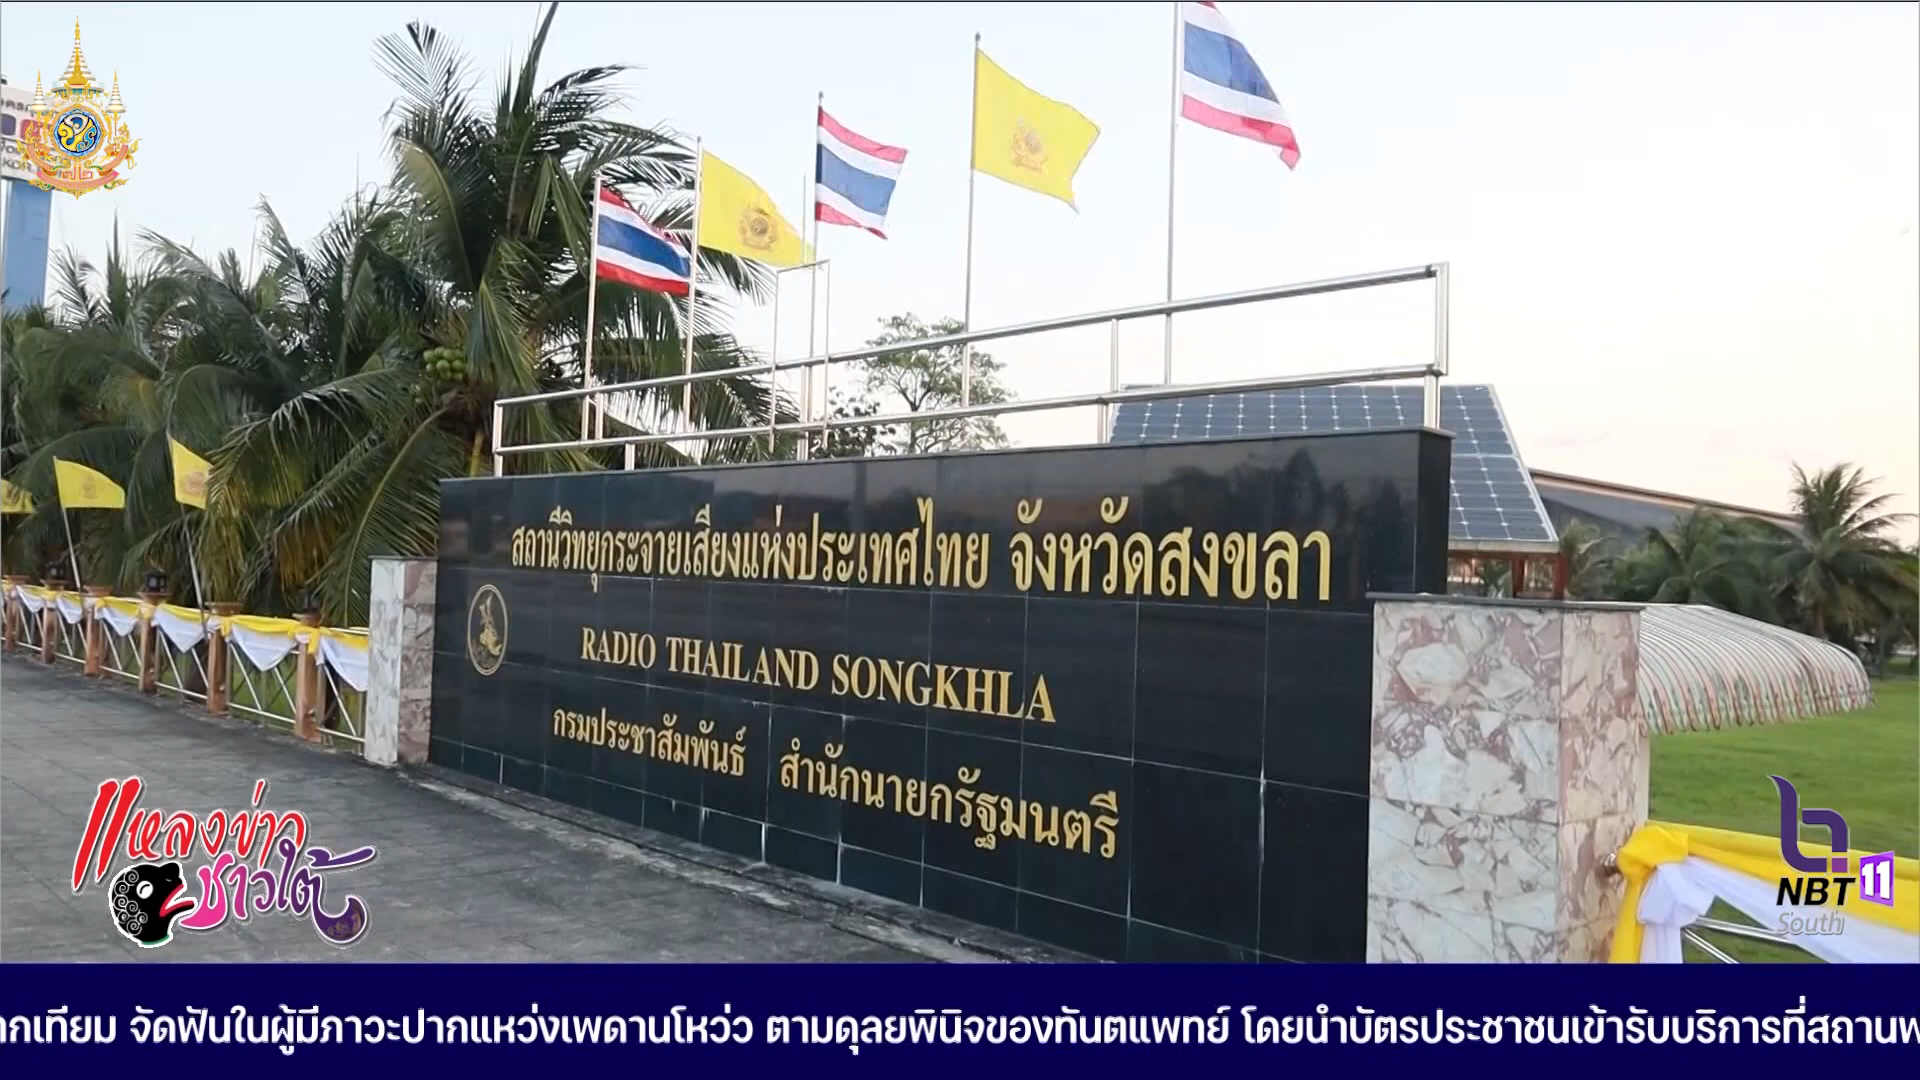 สถานีวิทยุกระจายเสียงแห่งประเทศไทย จังหวัดสงขลา
RADIO THAILAND SONGKHLA
กรมประชาสัมพันธ์ สำนักนายกรัฐมนตรี
แหลงข่าว
ชาวใต้
NBT 11
South
กเทียม จัดฟันในผู้มีภาวะปากแหว่งเพดานโหว่ว ตามดุลยพินิจของทันตแพทย์ โดยนำบัตรประชาชนเข้ารับบริการที่สถานพ